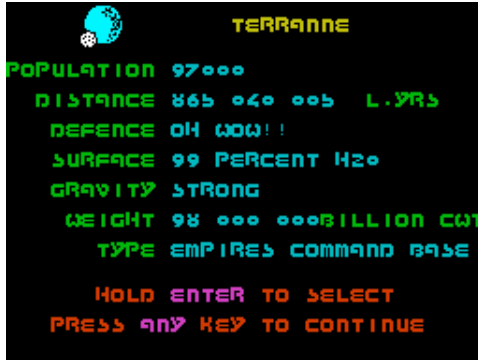 TERRANNE
POPULATION 97000
DISTANCE 865 040 005 L.YRS
DEFENCE OH WOW!!
SURFACE 99 PERCENT H2O
GRAVITY STRONG
WEIGHT 98 000 000BILLION CWT
TYPE EMPIRES COMMAND BASE
HOLD ENTER TO SELECT
PRESS ANY KEY TO CONTINUE